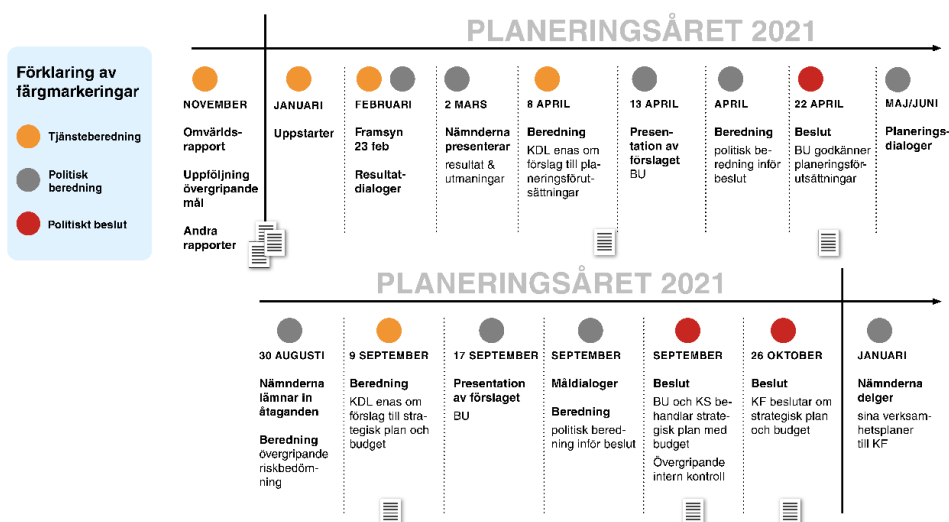 PLANERINGSÅRET 2021
Förklaring av
färgmarkeringar
Tjänsteberedning
Politisk
beredning
Politiskt beslut
NOVEMBER
Omvärlds-
rapport
Uppföljning
övergripande
mål
Andra
rapporter
JANUARI
Uppstarter
FEBRUARI
Framsyn
23 feb
Resultat-
dialoger
2 MARS
Nämnderna
presenterar
resultat &
utmaningar
8 APRIL
Beredning
KDL enas om
förslag till pla-
neringsförut-
sättningar
13 APRIL
Presen-
tation av
förslaget
BU
APRIL
Beredning
politisk be-
redning inför
beslut
22 APRIL
Beslut
BU godkänner
planeringsför-
utsättningar
MAJ/JUNI
Planerings-
dialoger
PLANERINGSÅRET 2021
30 AUGUSTI
Nämnderna
lämnar in
åtaganden
Beredning
övergripande
riskbedöm-
ning
9 SEPTEMBER
Beredning
KDL enas om
förslag till stra-
tegisk plan och
budget
17 SEPTEMBER
Presentation
av förslaget
BU
SEPTEMBER
Måldialoger
Beredning
politisk bered-
ning inför beslut
SEPTEMBER
Beslut
BU och KS be-
handlar strate-
gisk plan med
budget
Övergripande
intern kontroll
26 OKTOBER
Beslut
KF beslutar om
strategisk plan
och budget
JANUARI
Nämnderna
delger
sina verksam-
hetsplaner
till KF